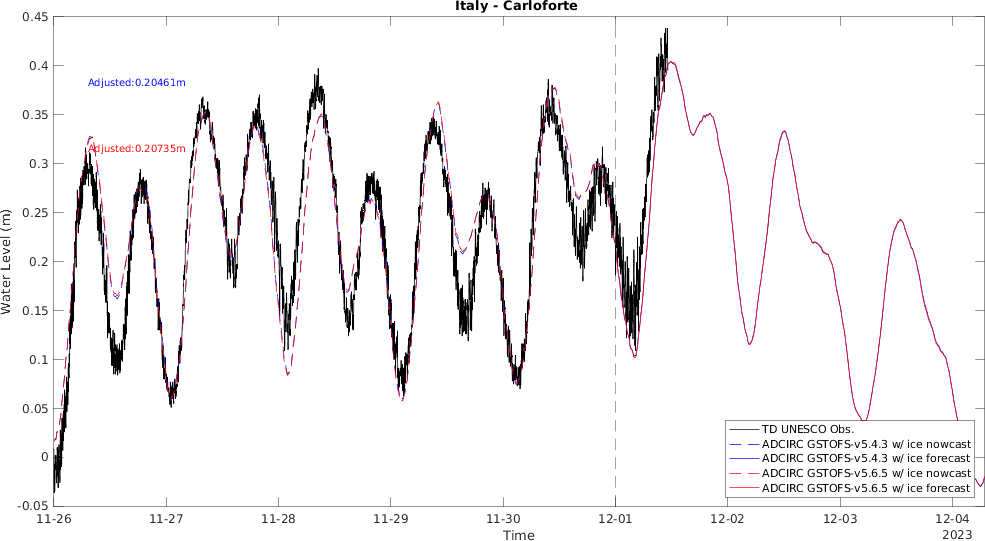 Italy - Carloforte
Water Level (m)
0.45
0.4
0.35
0.3
0.25
0.2
0.15
0.1
0.05
0
-0.05
Adjusted:0.20461m
Adjusted:0.20735m
TD UNESCO Obs.
ADCIRC GSTOFS-v5.4.3 w/ ice nowcast
ADCIRC GSTOFS-v5.4.3 w/ ice forecast
ADCIRC GSTOFS-v5.6.5 w/ ice nowcast
ADCIRC GSTOFS-v5.6.5 w/ ice forecast
11-26 11-27 11-28 11-29 11-30 12-01 12-02 12-03 12-04
2023
Time